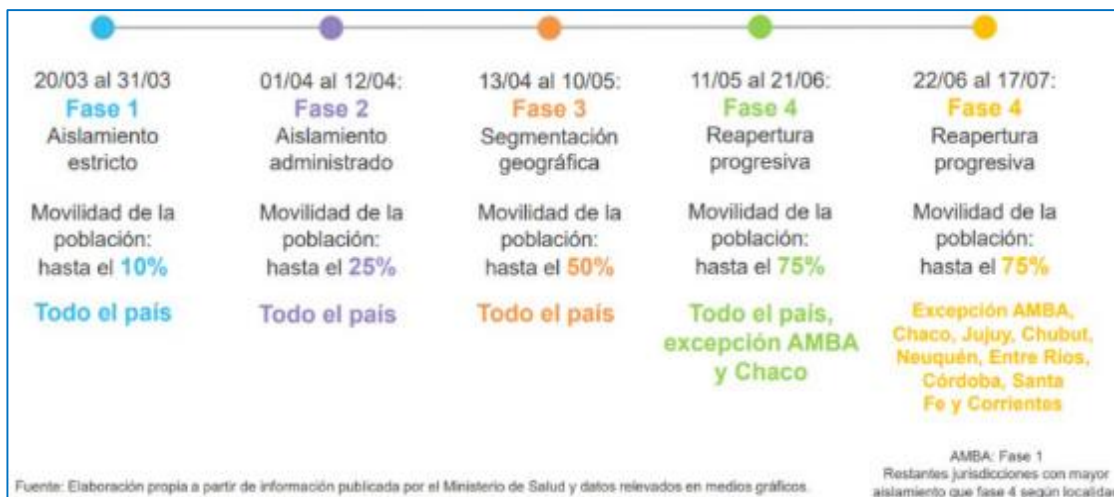 20/03 al 31/03
Fase 1
Aislamiento
estricto
Movilidad de la
población:
hasta el 10%
Todo el país
01/04 al 12/04:
Fase 2
Aislamiento
administrado
Movilidad de la
población:
hasta el 25%
Todo el país
13/04 al 10/05:
Fase 3
Segmentación
geográfica
Movilidad de la
población:
hasta el 50%
Todo el país
11/05 al 21/06:
Fase 4
Reapertura
progresiva
Movilidad de la
población:
hasta el 75%
Todo el país,
excepción AMBA
y Chaco
22/06 al 17/07:
Fase 4
Reapertura
progresiva
Movilidad de la
población:
hasta el 75%
Excepción AMBA,
Chaco, Jujuy, Chubut,
Neuquén, Entre Ríos,
Córdoba, Santa
Fe y Corrientes
AMBA: Fase 1
Restantes jurisdicciones con mayor
aislamiento que fase 4 según localidad
Fuente: Elaboración propia a partir de información publicada por el Ministerio de Salud y datos relevados en medios gráficos.